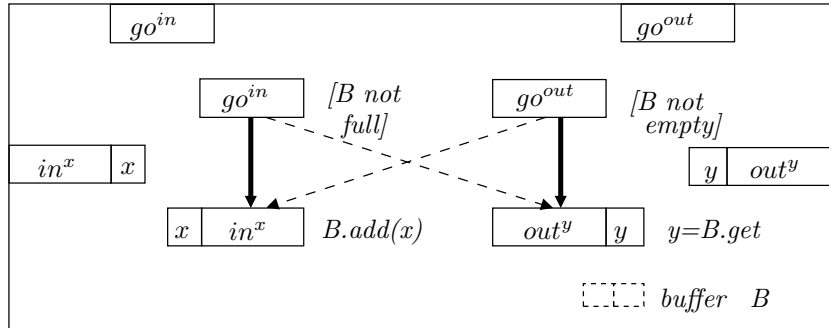 go^in go^out
go^in [B not full] go^out [B not empty]
in^x x y out^y
x in^x B.add(x) out^y y y=B.get
buffer B